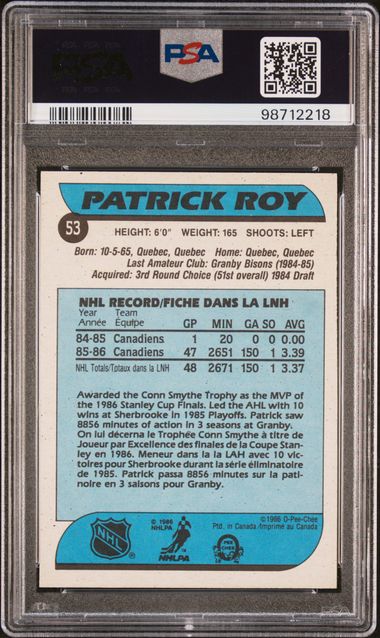 PSA
98712218
PATRICK ROY
53
HEIGHT: 6'0" WEIGHT: 165 SHOOTS: LEFT
Born: 10-5-65, Quebec, Quebec Home: Quebec, Quebec
Last Amateur Club: Granby Bisons (1984-85)
Acquired: 3rd Round Choice (51st overall) 1984 Draft
NHL RECORD/FICHE DANS LA LNH
Year Team
Année Équipe GP MIN GA SO AVG
84-85 Canadiens 1 20 0 0 0.00
85-86 Canadiens 47 2651 150 1 3.39
NHL Totals/Totaux dans la LNH 48 2671 150 1 3.37
Awarded the Conn Smythe Trophy as the MVP of
the 1986 Stanley Cup Finals. Led the AHL with 10
wins at Sherbrooke in 1985 Playoffs. Patrick saw
8856 minutes of action in 3 seasons at Granby.
On lui décerna le Trophée Conn Smythe à titre de
Joueur par Excellence des finales de la Coupe Stan-
ley en 1986. Meneur dans la LAH avec 10 vic-
toires pour Sherbrooke durant la série éliminatoire
de 1985. Patrick passa 8856 minutes sur la pati-
noire en 3 saisons pour Granby.
NHL
© 1986
NHLPA
NHLPA
O PEE CHEE
©1986 O-Pee-Chee
Ptd. in Canada/Imprimé au Canada